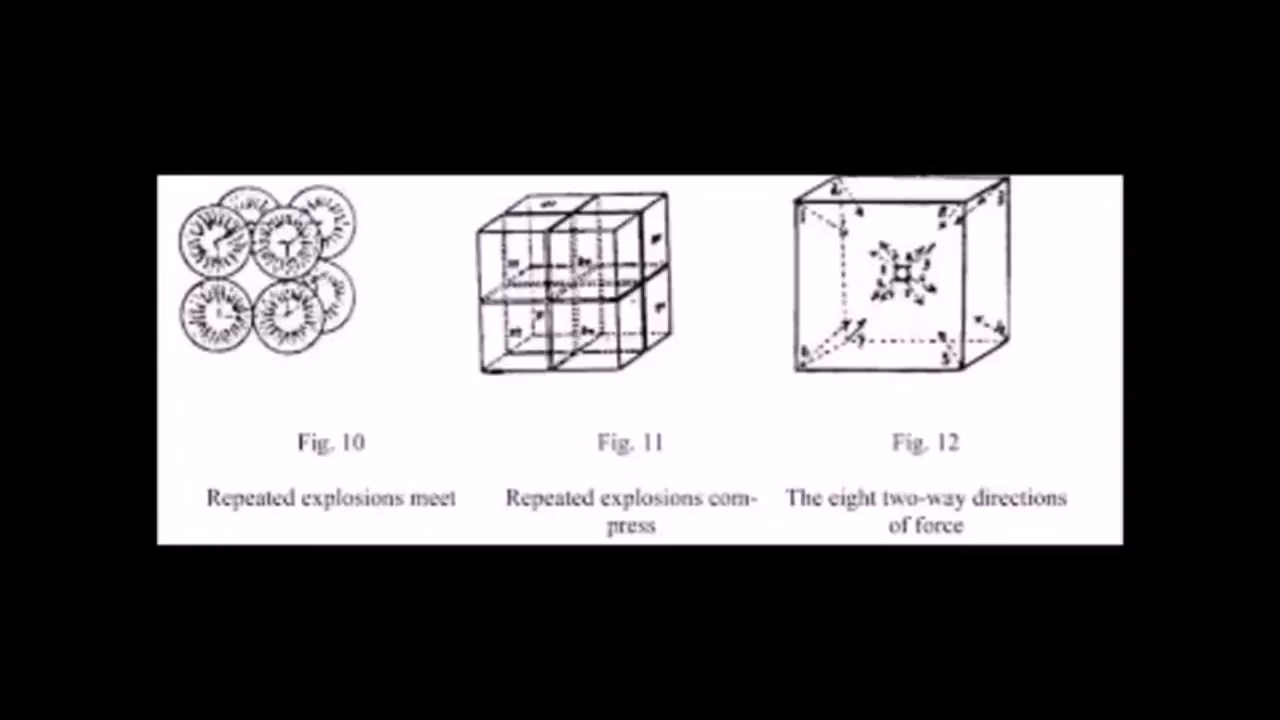 Fig. 10
Fig. 11
Fig. 12
Repeated explosions meet
Repeated explosions com-
press
The eight two-way directions
of force